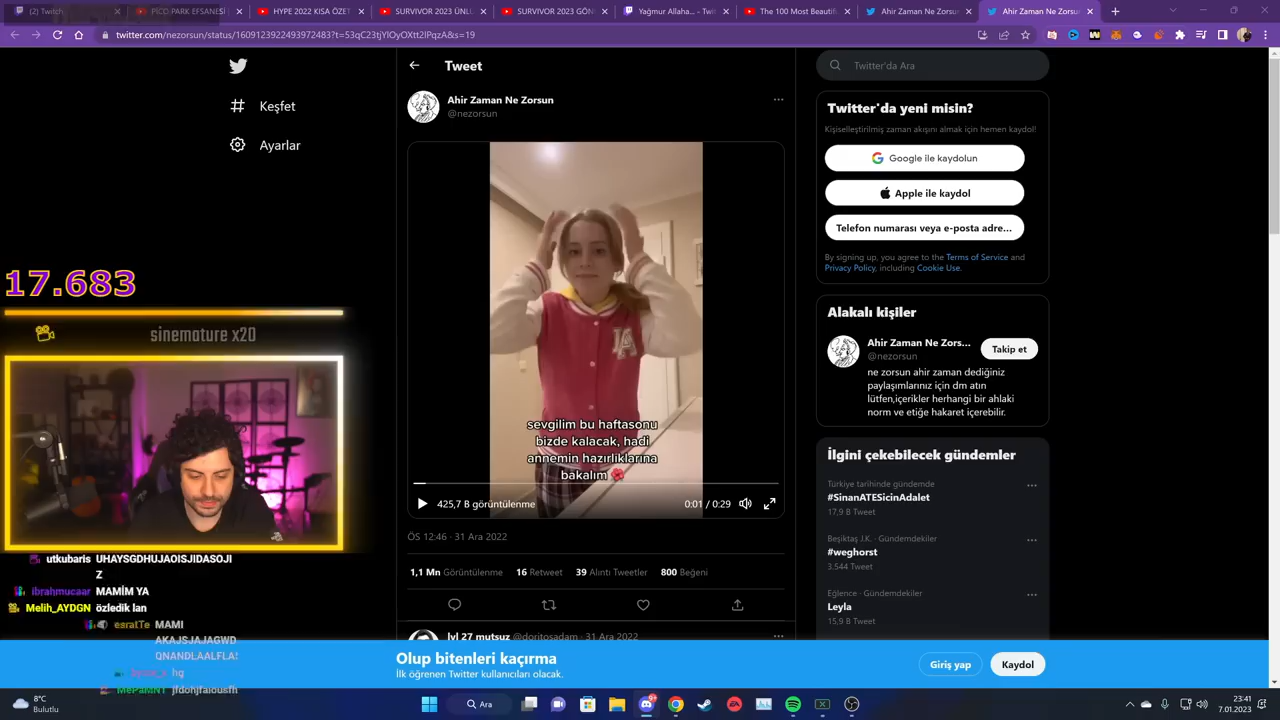 (2) Twitch
PICO PARK EFSANESİ
HYPE 2022 KISA ÖZET
SURVIVOR 2023 ÜNL
SURVIVOR 2023 GÖN
Yağmur Allaha... - Twi
The 100 Most Beautif
Ahir Zaman Ne Zorsu
Ahir Zaman Ne Zorsun
twitter.com/nezorsun/status/1609123922493972483?t=53qC23tjYlOyOXtt2lPqzA&s=19
Keşfet
Ayarlar
Tweet
Ahir Zaman Ne Zorsun
@nezorsun
sevgilim bu haftasonu
bizde kalacak, hadi
annemin hazırlıklarına
bakalım
425,7 B görüntülenme
0:01 / 0:29
ÖS 12:46 · 31 Ara 2022
1,1 Mn Görüntülenme 16 Retweet 39 Alıntı Tweetler 800 Beğeni
lyl 27 mutsuz @doritosadam · 31 Ara 2022
Twitter'da Ara
Twitter'da yeni misin?
Kişiselleştirilmiş zaman akışını almak için hemen kaydol!
Google ile kaydolun
Apple ile kaydol
Telefon numarası veya e-posta adre...
By signing up, you agree to the Terms of Service and
Privacy Policy, including Cookie Use.
Alakalı kişiler
Ahir Zaman Ne Zors...
@nezorsun
Takip et
ne zorsun ahir zaman dediğiniz
paylaşımlarınız için dm atın
lütfen,içerikler herhangi bir ahlaki
norm ve etiğe hakaret içerebilir.
İlgini çekebilecek gündemler
Türkiye tarihinde gündemde
#SinanATESicinAdalet
17,9 B Tweet
Beşiktaş J.K. · Gündemdekiler
#weghorst
3.544 Tweet
Eğlence · Gündemdekiler
Leyla
15,9 B Tweet
17.683
sinemature x20
utkubaris UHAYSGDHUJAOISJIDASOJI
Z
ibrahmucaar MAMİM YA
Melih_AYDGN özledik lan
esratTe MAMI
AKAJSJAJAGWD
QNANDLAALFLA!
hg
MePaMNT jfdohjfaiousfh
Olup bitenleri kaçırma
İlk öğrenen Twitter kullanıcıları olacak.
Giriş yap
Kaydol
8°C
Bulutlu
Ara
23:41
7.01.2023